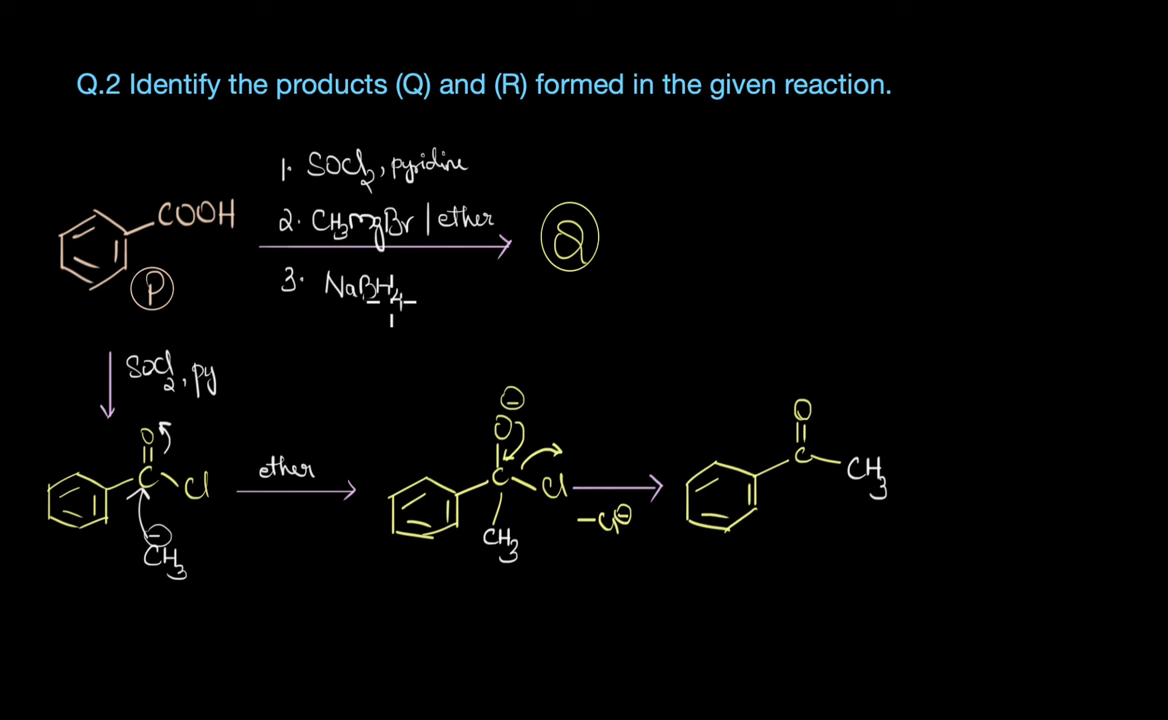 Q.2 Identify the products (Q) and (R) formed in the given reaction.
1. SOCl2, pyridine
COOH
2. CH3MgBr | ether
Q
P
3. NaBH4
SOCl2, py
O
C
Cl
⊖
CH3
ether
⊖
O
C
Cl
CH3
-Cl⊖
O
C
CH3